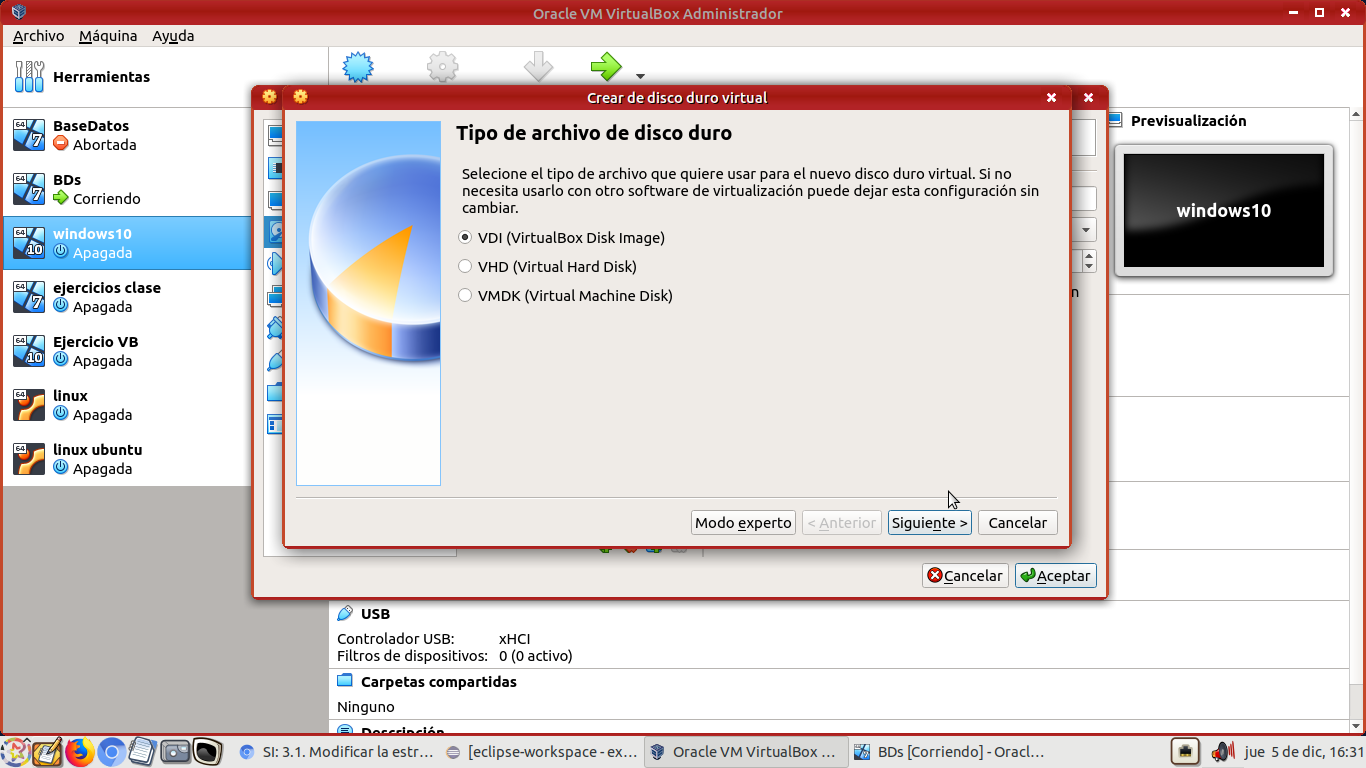 Oracle VM VirtualBox Administrador
Archivo Máquina Ayuda
Herramientas
BaseDatos
Abortada
BDs
Corriendo
windows10
Apagada
ejercicios clase
Apagada
Ejercicio VB
Apagada
linux
Apagada
linux ubuntu
Apagada
Crear de disco duro virtual
Tipo de archivo de disco duro
Selecione el tipo de archivo que quiere usar para el nuevo disco duro virtual. Si no
necesita usarlo con otro software de virtualización puede dejar esta configuración sin
cambiar.
VDI (VirtualBox Disk Image)
VHD (Virtual Hard Disk)
VMDK (Virtual Machine Disk)
Modo experto < Anterior Siguiente > Cancelar
Cancelar Aceptar
Previsualización
windows10
USB
Controlador USB: xHCI
Filtros de dispositivos: 0 (0 activo)
Carpetas compartidas
Ninguno
Descripción
SI: 3.1. Modificar la estr... [eclipse-workspace - ex... Oracle VM VirtualBox ... BDs [Corriendo] - Oracl... jue 5 de dic, 16:31